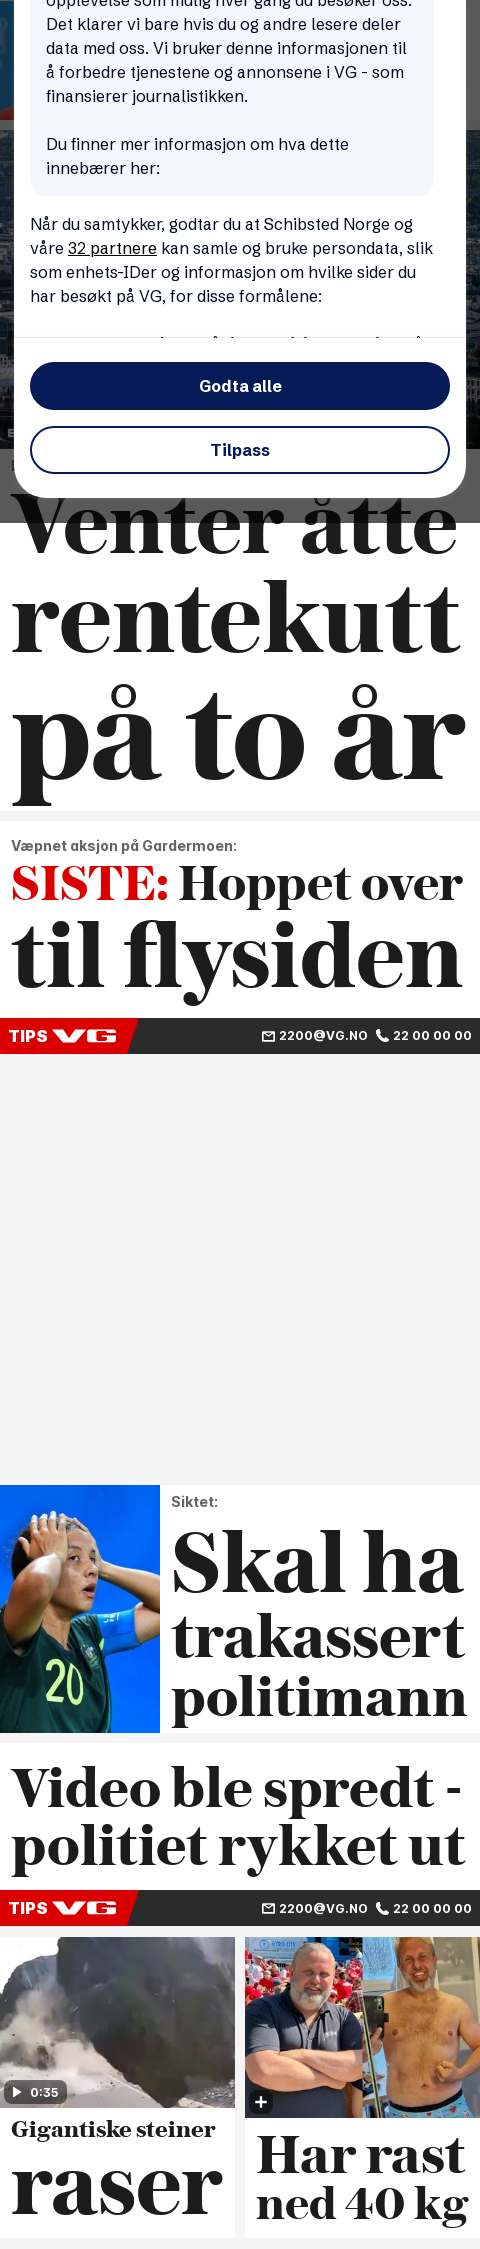 opplevelse som mulig hver gang du besøker oss.
Det klarer vi bare hvis du og andre lesere deler
data med oss. Vi bruker denne informasjonen til
å forbedre tjenestene og annonsene i VG - som
finansierer journalistikken.
Du finner mer informasjon om hva dette
innebærer her:
Når du samtykker, godtar du at Schibsted Norge og
våre 32 partnere kan samle og bruke persondata, slik
som enhets-IDer og informasjon om hvilke sider du
har besøkt på VG, for disse formålene:
Godta alle
Tilpass
Venter åtte
rentekutt
på to år
Væpnet aksjon på Gardermoen:
SISTE: Hoppet over
til flysiden
TIPS VG 2200@VG.NO 22 00 00 00
Siktet:
Skal ha
trakassert
politimann
20
Video ble spredt -
politiet rykket ut
TIPS VG 2200@VG.NO 22 00 00 00
0:35
Gigantiske steiner
raser
Har rast
ned 40 kg